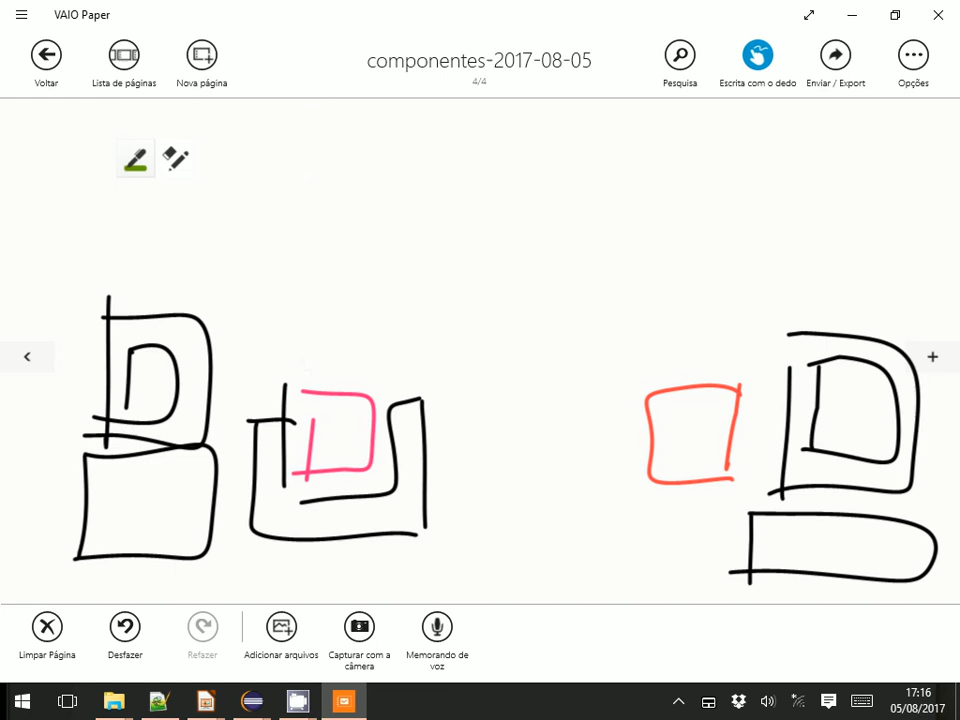 VAIO Paper
Voltar
Lista de páginas
Nova página
componentes-2017-08-05
4/4
Pesquisa
Escrita com o dedo
Enviar / Export
Opções
Limpar Página
Desfazer
Refazer
Adicionar arquivos
Capturar com a
câmera
Memorando de
voz
17:16
05/08/2017